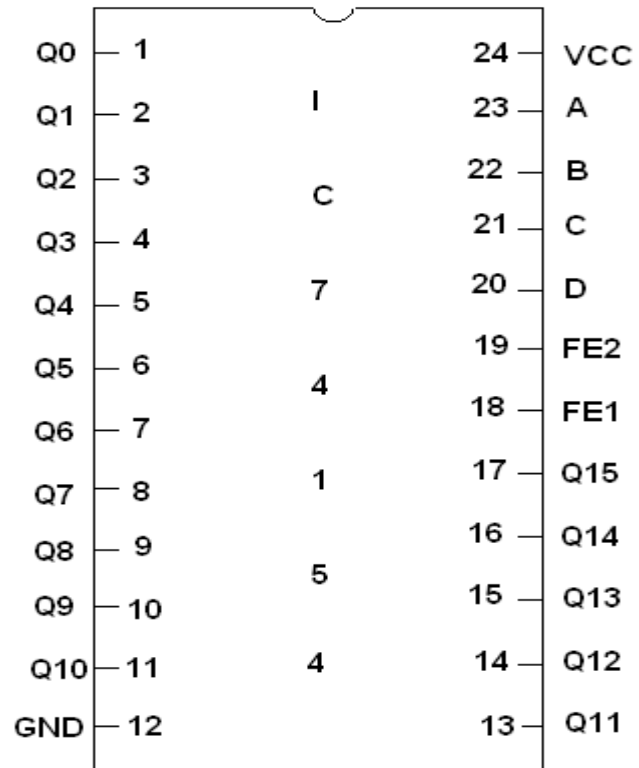 Q0 1 24 VCC
I
Q1 2 23 A
Q2 3 22 B
C
Q3 4 21 C
7
Q4 5 20 D
Q5 6 19 FE2
4
Q6 7 18 FE1
Q7 8 1 17 Q15
Q8 9 16 Q14
5
Q9 10 15 Q13
Q10 11 4 14 Q12
GND 12 13 Q11